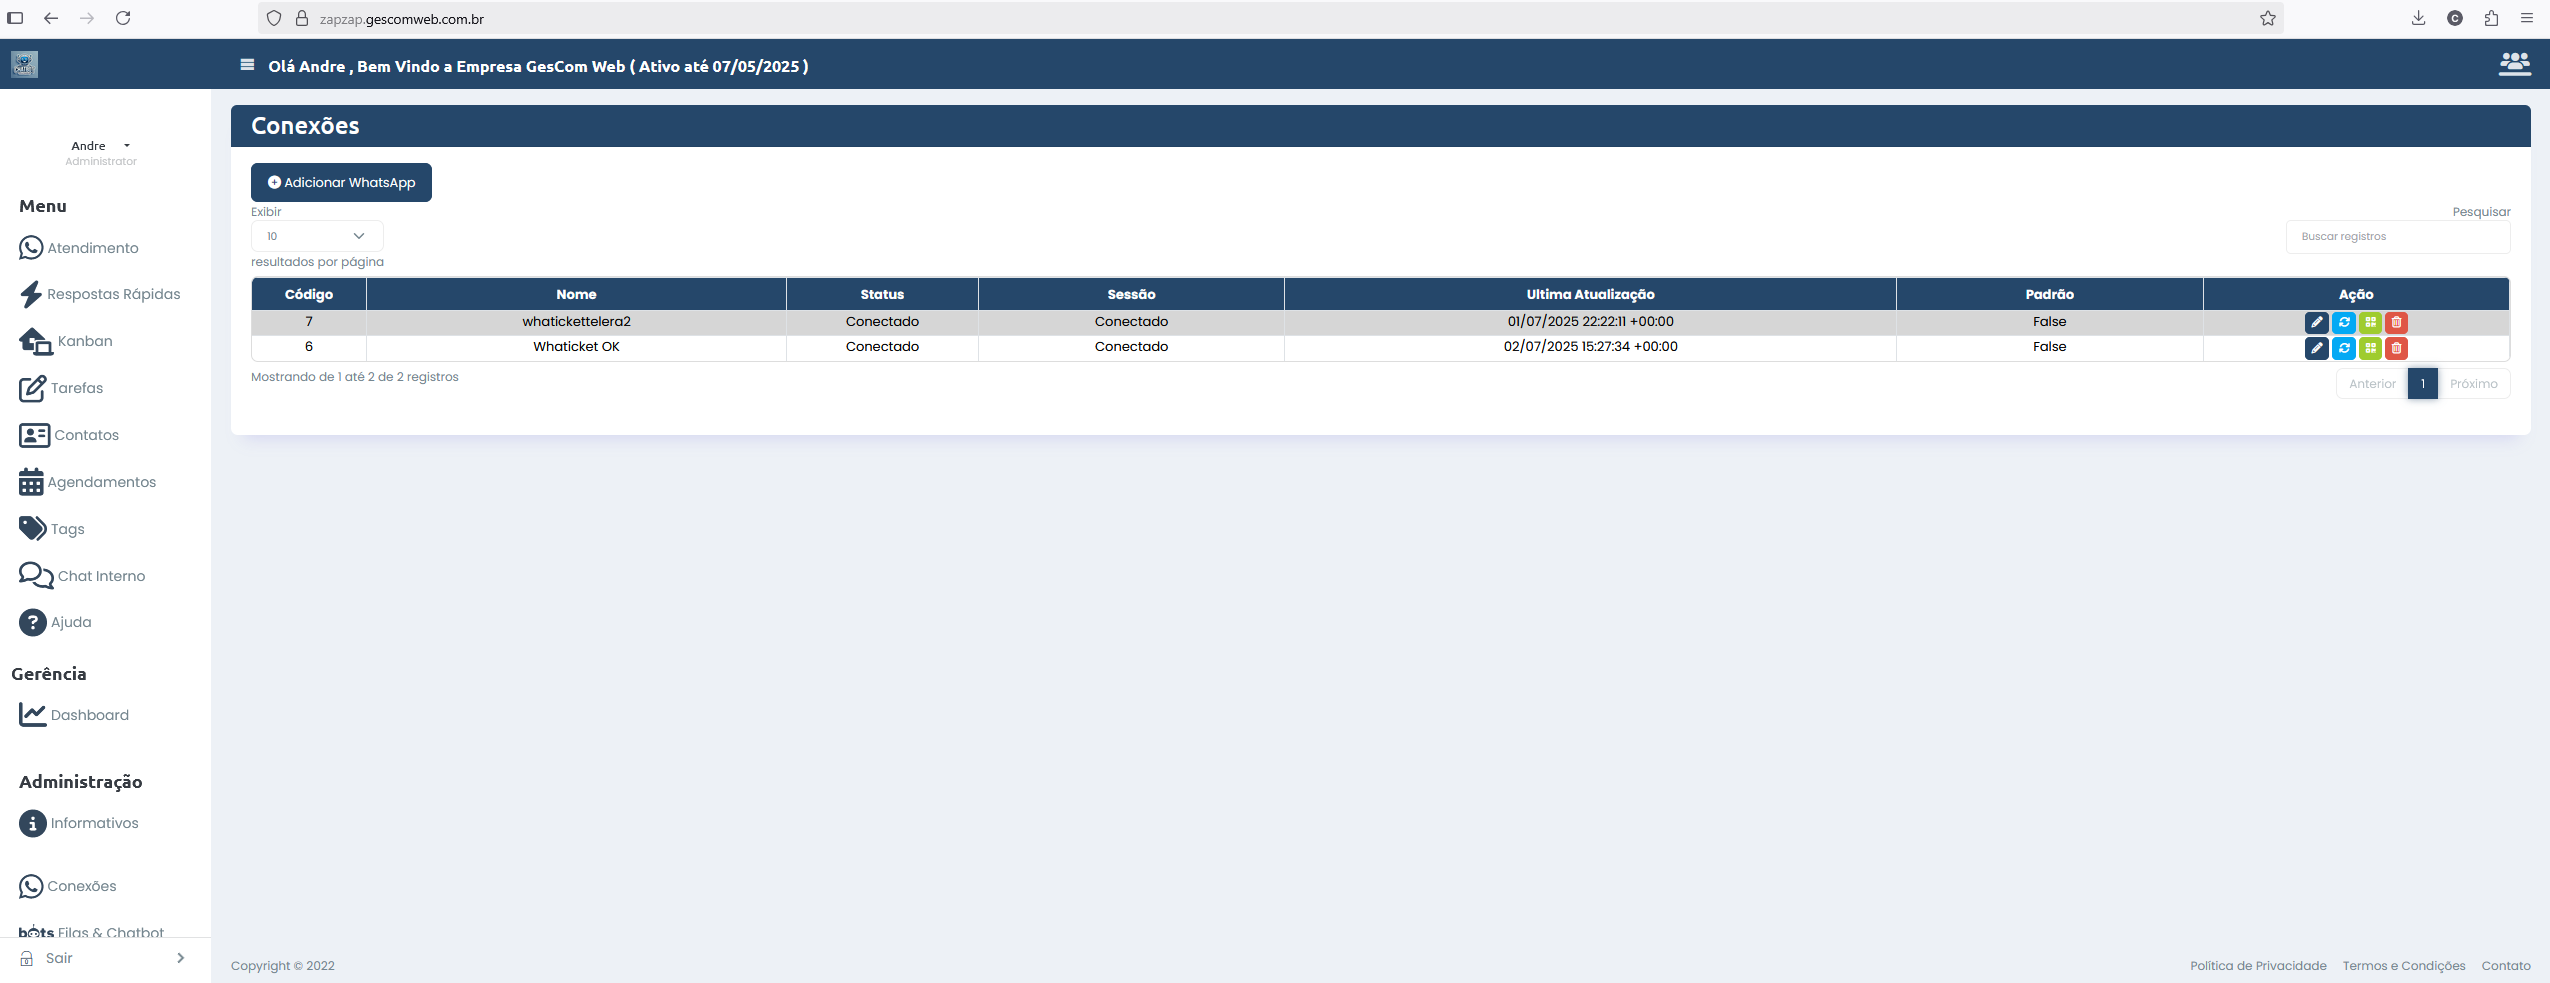 zapzap.gescomweb.com.br
Olá Andre , Bem Vindo a Empresa GesCom Web ( Ativo até 07/05/2025 )
Andre
Administrator
Menu
Atendimento
Respostas Rápidas
Kanban
Tarefas
Contatos
Agendamentos
Tags
Chat Interno
Ajuda
Gerência
Dashboard
Administração
Informativos
Conexões
bots Filas & Chatbot
Sair
Conexões
Adicionar WhatsApp
Exibir
10
resultados por página
Pesquisar
Buscar registros
Código Nome Status Sessão Ultima Atualização Padrão Ação
7 whatickettelera2 Conectado Conectado 01/07/2025 22:22:11 +00:00 False
6 Whaticket OK Conectado Conectado 02/07/2025 15:27:34 +00:00 False
Mostrando de 1 até 2 de 2 registros
Anterior 1 Próximo
Copyright © 2022
Política de Privacidade Termos e Condições Contato